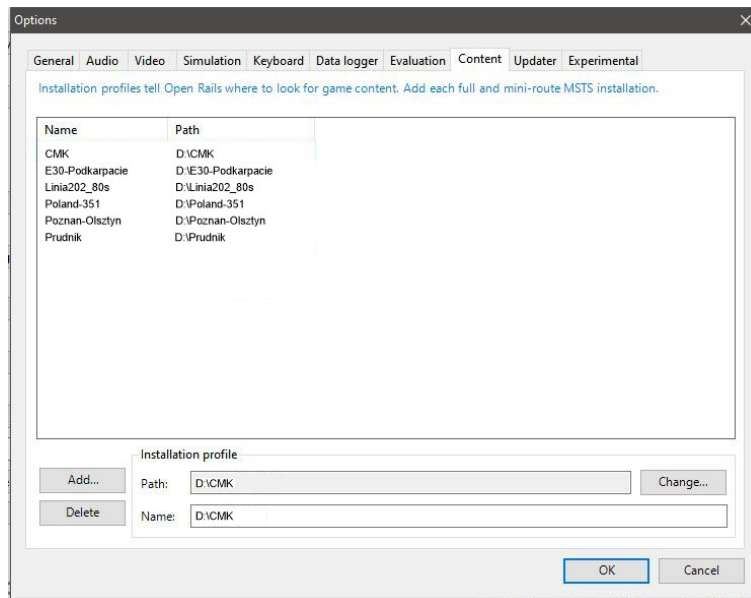 Options
General Audio Video Simulation Keyboard Data logger Evaluation Content Updater Experimental
Installation profiles tell Open Rails where to look for game content. Add each full and mini-route MSTS installation.
Name Path
CMK D:\CMK
E30-Podkarpacie D:\E30-Podkarpacie
Linia202_80s D:\Linia202_80s
Poland-351 D:\Poland-351
Poznan-Olsztyn D:\Poznan-Olsztyn
Prudnik D:\Prudnik
Installation profile
Add... Path: D:\CMK Change...
Delete Name: D:\CMK
OK Cancel